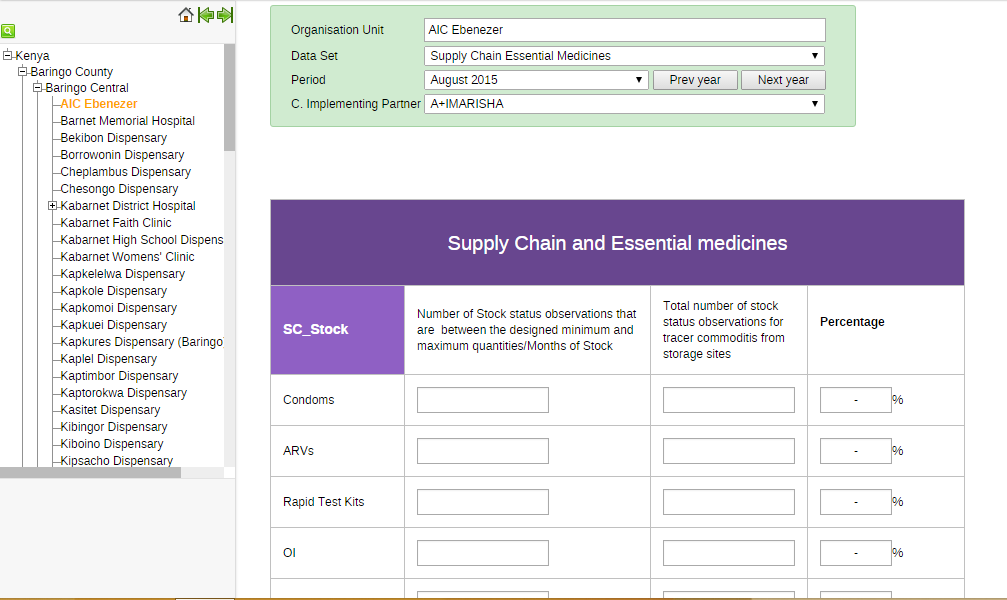 Kenya
Baringo County
Baringo Central
AIC Ebenezer
Barnet Memorial Hospital
Bekibon Dispensary
Borrowonin Dispensary
Cheplambus Dispensary
Chesongo Dispensary
Kabarnet District Hospital
Kabarnet Faith Clinic
Kabarnet High School Dispens
Kabarnet Womens' Clinic
Kapkelelwa Dispensary
Kapkole Dispensary
Kapkomoi Dispensary
Kapkuei Dispensary
Kapkures Dispensary (Baringo
Kaplel Dispensary
Kaptimbor Dispensary
Kaptorokwa Dispensary
Kasitet Dispensary
Kibingor Dispensary
Kiboino Dispensary
Kipsacho Dispensary
Organisation Unit AIC Ebenezer
Data Set Supply Chain Essential Medicines
Period August 2015 Prev year Next year
C. Implementing Partner A+IMARISHA
Supply Chain and Essential medicines
SC_Stock
Number of Stock status observations that
are between the designed minimum and
maximum quantities/Months of Stock
Total number of stock
status observations for
tracer commoditis from
storage sites
Percentage
Condoms - %
ARVs - %
Rapid Test Kits - %
OI - %